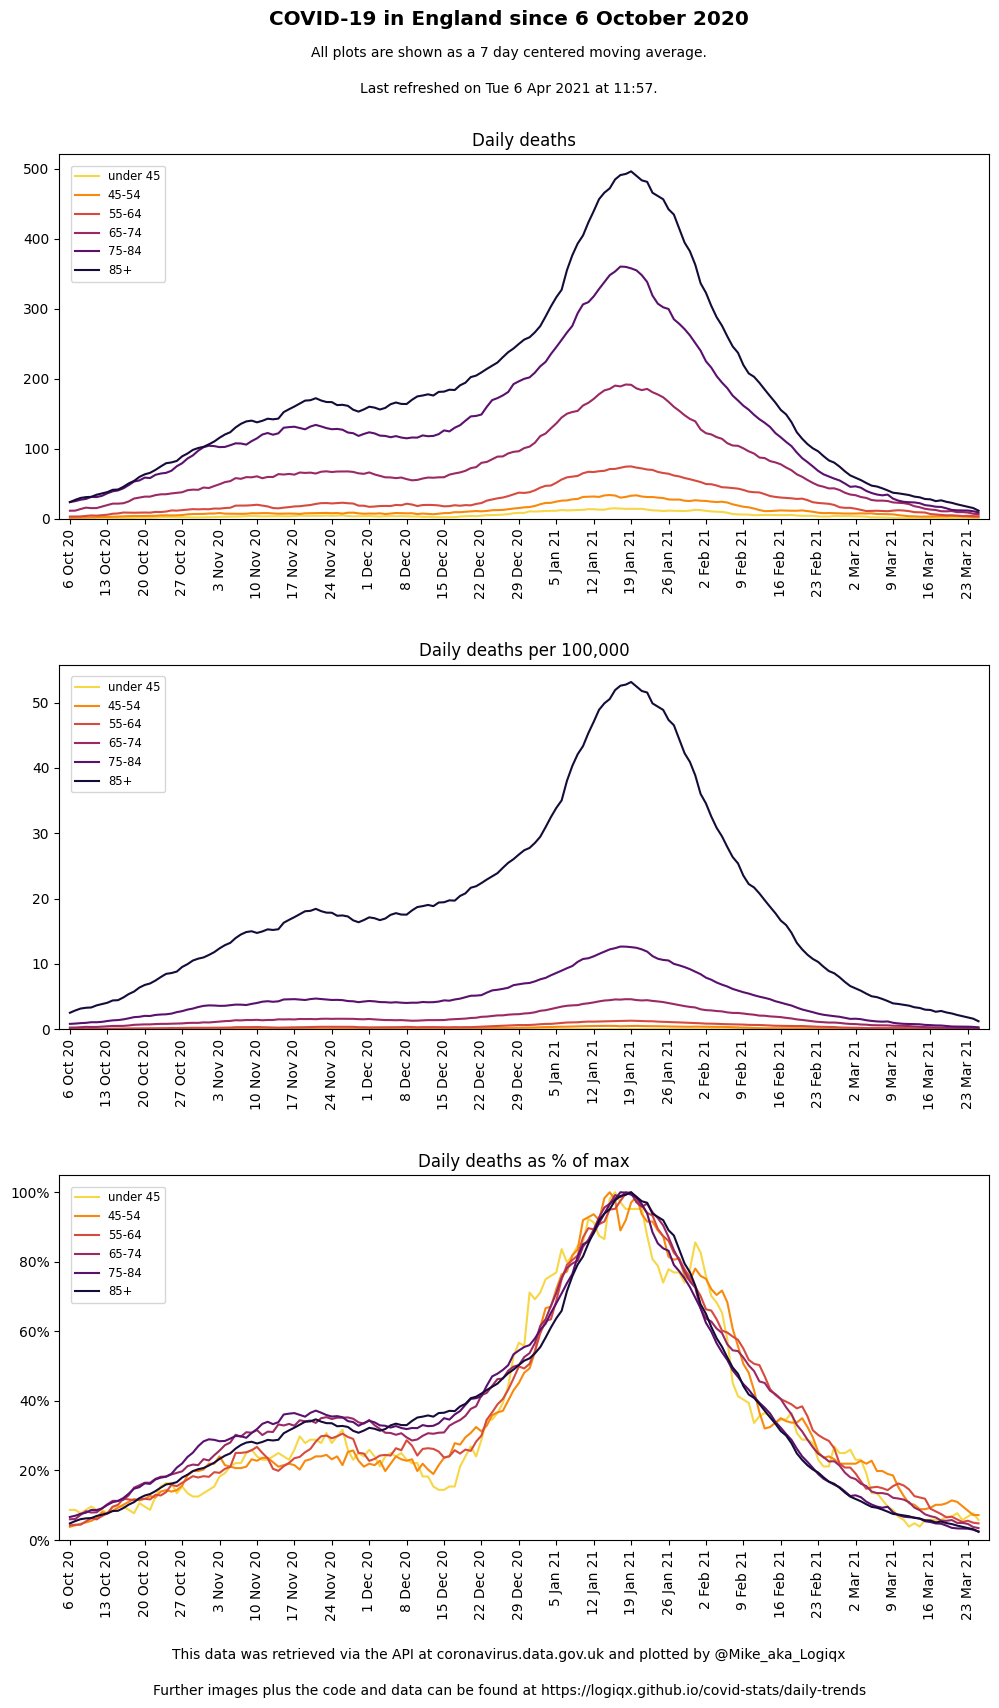 COVID-19 in England since 6 October 2020
All plots are shown as a 7 day centered moving average.
Last refreshed on Tue 6 Apr 2021 at 11:57.
Daily deaths
500
400
300
200
100
0
under 45
45-54
55-64
65-74
75-84
85+
6 Oct 20
13 Oct 20
20 Oct 20
27 Oct 20
3 Nov 20
10 Nov 20
17 Nov 20
24 Nov 20
1 Dec 20
8 Dec 20
15 Dec 20
22 Dec 20
29 Dec 20
5 Jan 21
12 Jan 21
19 Jan 21
26 Jan 21
2 Feb 21
9 Feb 21
16 Feb 21
23 Feb 21
2 Mar 21
9 Mar 21
16 Mar 21
23 Mar 21
Daily deaths per 100,000
50
40
30
20
10
0
under 45
45-54
55-64
65-74
75-84
85+
6 Oct 20
13 Oct 20
20 Oct 20
27 Oct 20
3 Nov 20
10 Nov 20
17 Nov 20
24 Nov 20
1 Dec 20
8 Dec 20
15 Dec 20
22 Dec 20
29 Dec 20
5 Jan 21
12 Jan 21
19 Jan 21
26 Jan 21
2 Feb 21
9 Feb 21
16 Feb 21
23 Feb 21
2 Mar 21
9 Mar 21
16 Mar 21
23 Mar 21
Daily deaths as % of max
100%
80%
60%
40%
20%
0%
under 45
45-54
55-64
65-74
75-84
85+
6 Oct 20
13 Oct 20
20 Oct 20
27 Oct 20
3 Nov 20
10 Nov 20
17 Nov 20
24 Nov 20
1 Dec 20
8 Dec 20
15 Dec 20
22 Dec 20
29 Dec 20
5 Jan 21
12 Jan 21
19 Jan 21
26 Jan 21
2 Feb 21
9 Feb 21
16 Feb 21
23 Feb 21
2 Mar 21
9 Mar 21
16 Mar 21
23 Mar 21
This data was retrieved via the API at coronavirus.data.gov.uk and plotted by @Mike_aka_Logiqx
Further images plus the code and data can be found at https://logiqx.github.io/covid-stats/daily-trends